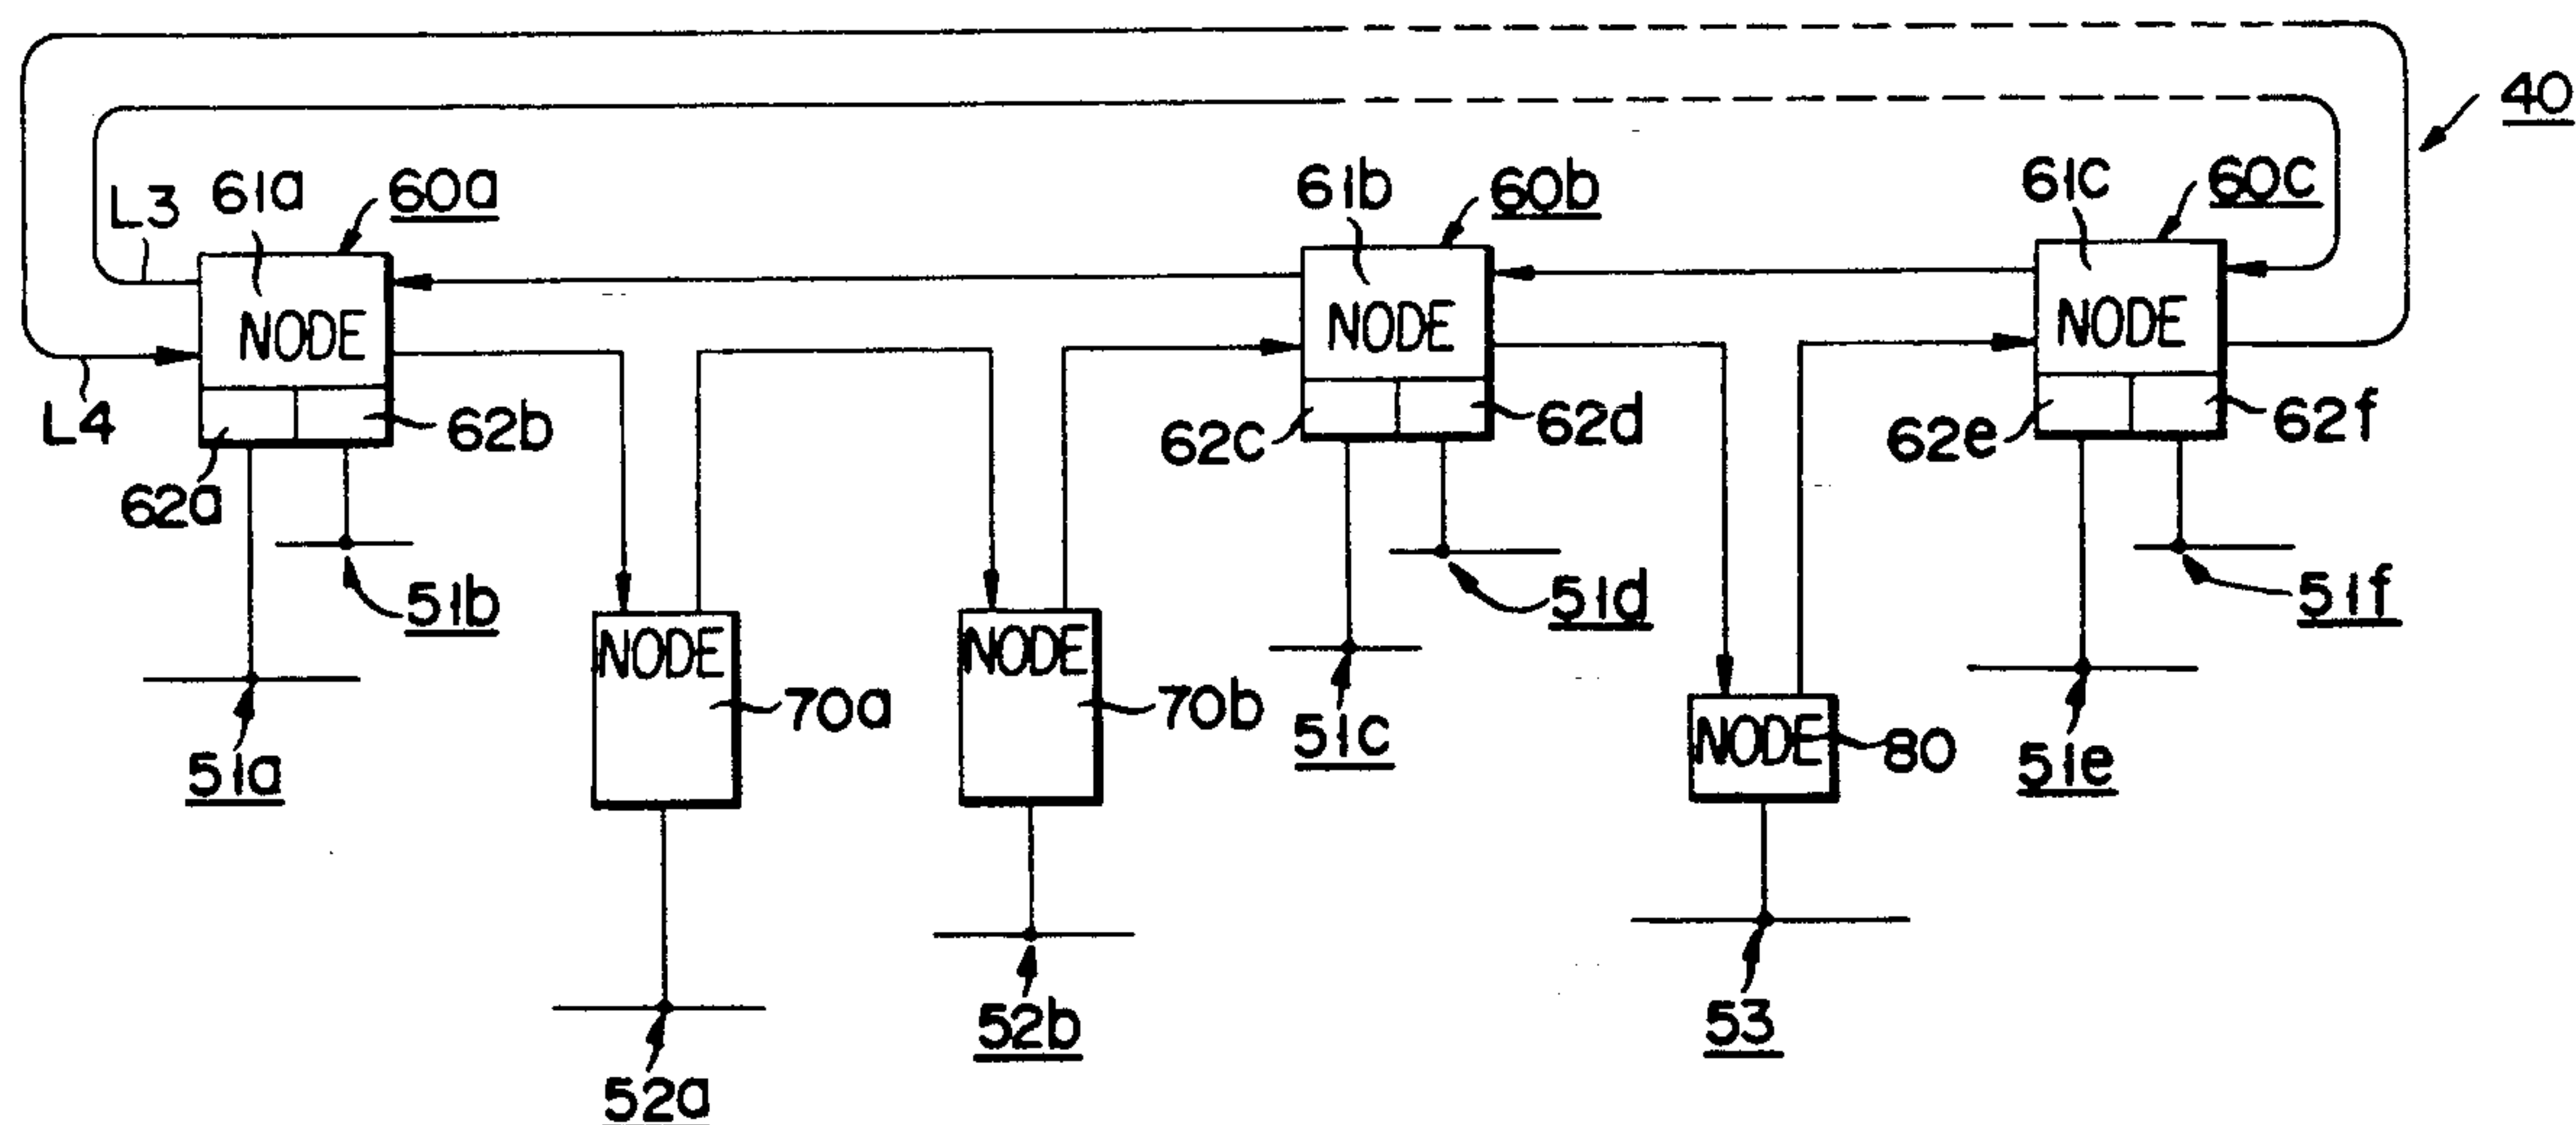 40
61a
60a
61b
60b
61c
60c
L3
NODE
NODE
NODE
L4
62a
62b
62c
62d
62e
62f
51b
51d
51f
NODE
70a
NODE
70b
51a
51c
NODE
80
51e
52b
53
52a